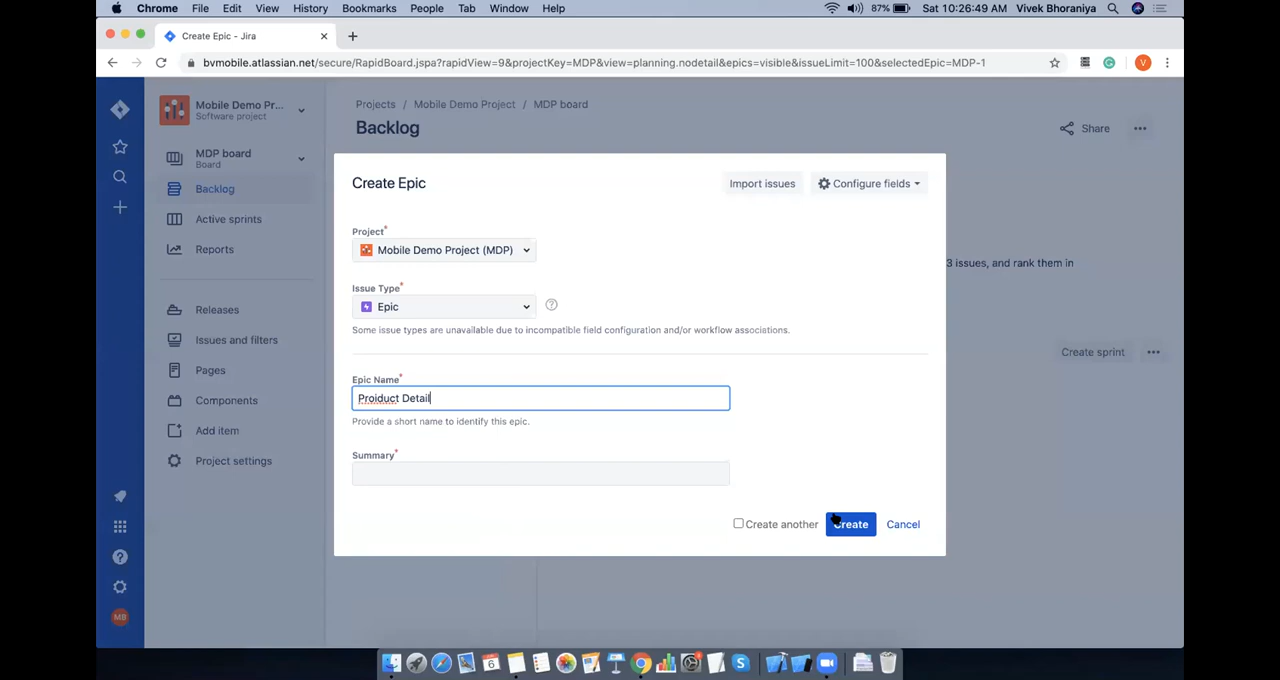 Chrome File Edit View History Bookmarks People Tab Window Help 87% Sat 10:26:49 AM Vivek Bhoraniya
Create Epic - Jira
bvmobile.atlassian.net/secure/RapidBoard.jspa?rapidView=9&projectKey=MDP&view=planning.nodetail&epics=visible&issueLimit=100&selectedEpic=MDP-1
V
Mobile Demo Pr...
Software project
MDP board
Board
Backlog
Active sprints
Reports
Releases
Issues and filters
Pages
Components
Add item
Project settings
MB
Projects / Mobile Demo Project / MDP board
Backlog
Share
3 issues, and rank them in
Create sprint
Create Epic
Import issues
Configure fields
Project*
Mobile Demo Project (MDP)
Issue Type*
Epic
Some issue types are unavailable due to incompatible field configuration and/or workflow associations.
Epic Name*
Proiduct Detail
Provide a short name to identify this epic.
Summary*
Create another
Create
Cancel
6